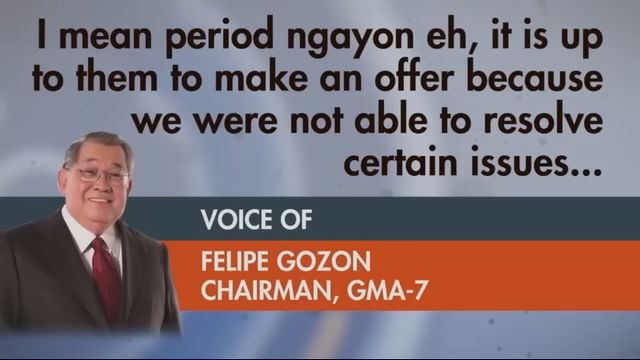 I mean period ngayon eh, it is up
to them to make an offer because
we were not able to resolve
certain issues...
VOICE OF
FELIPE GOZON
CHAIRMAN, GMA-7